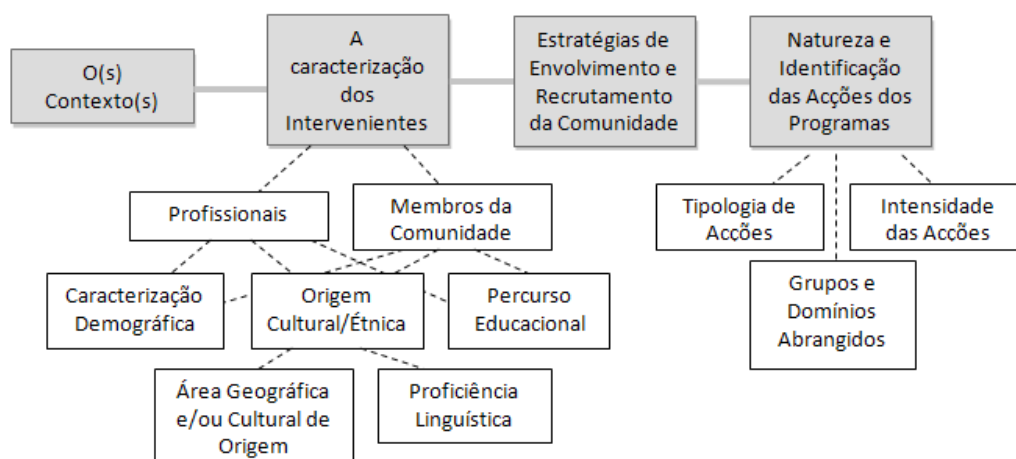 O(s)
Contexto(s)
A
caracterização
dos
Intervenientes
Estratégias de
Envolvimento e
Recrutamento
da Comunidade
Natureza e
Identificação
das Acções dos
Programas
Profissionais
Membros da
Comunidade
Tipologia de
Acções
Intensidade
das Acções
Caracterização
Demográfica
Origem
Cultural/Étnica
Percurso
Educacional
Grupos e
Domínios
Abrangidos
Área Geográfica
e/ou Cultural de
Origem
Proficiência
Linguística